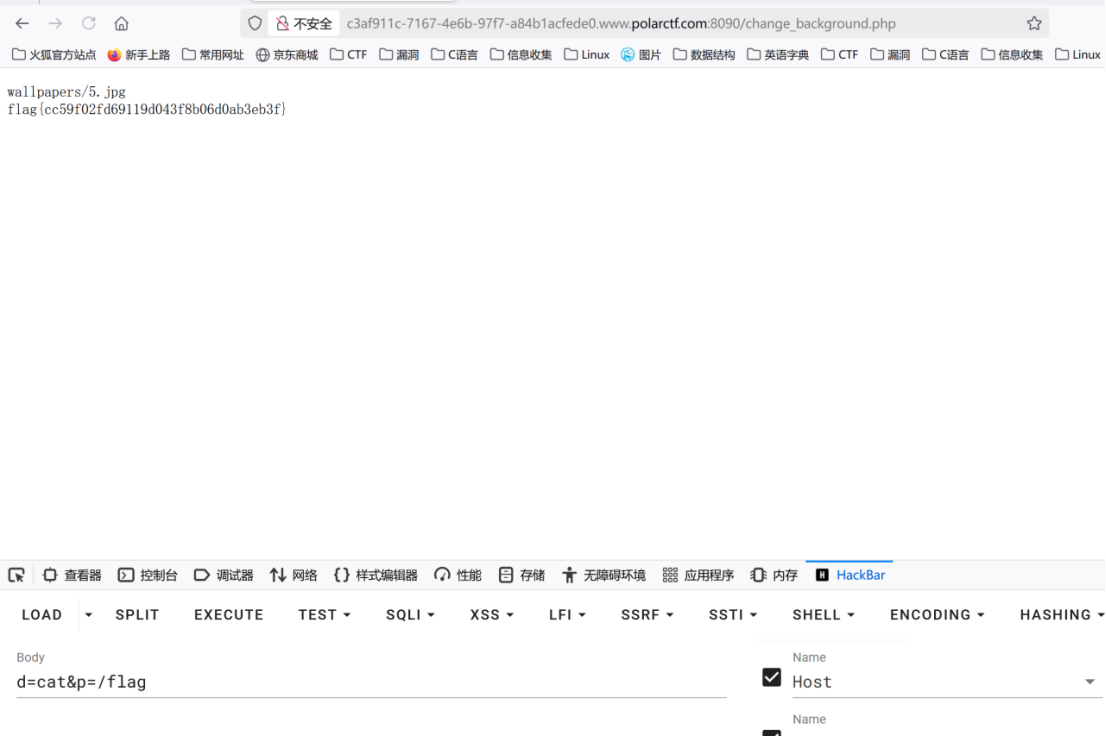 不安全 c3af911c-7167-4e6b-97f7-a84b1acfede0.www.polarctf.com:8090/change_background.php
火狐官方站点 新手上路 常用网址 京东商城 CTF 漏洞 C语言 信息收集 Linux 图片 数据结构 英语字典 CTF 漏洞 C语言 信息收集 Linux
wallpapers/5.jpg
flag{cc59f02fd69119d043f8b06d0ab3eb3f}
查看器 控制台 调试器 网络 样式编辑器 性能 存储 无障碍环境 应用程序 内存 H HackBar
LOAD SPLIT EXECUTE TEST SQLI XSS LFI SSRF SSTI SHELL ENCODING HASHING
Body Name
d=cat&p=/flag Host
Name